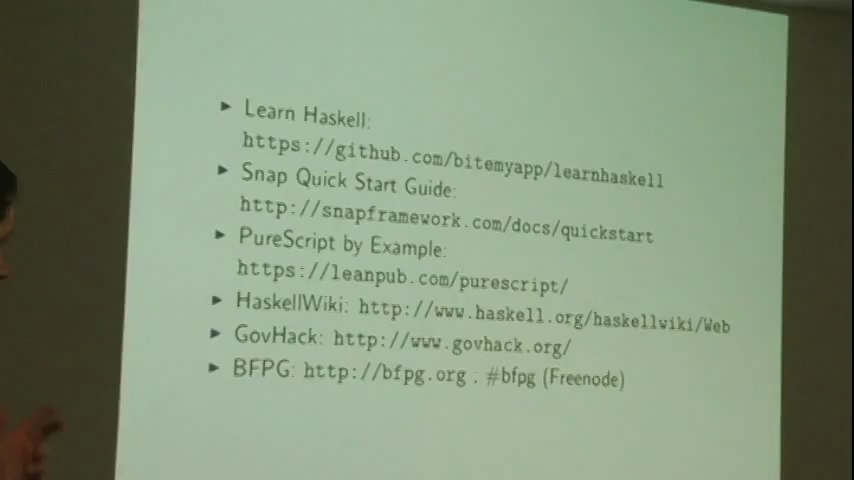 ▶ Learn Haskell:
https://github.com/bitemyapp/learnhaskell
▶ Snap Quick Start Guide:
http://snapframework.com/docs/quickstart
▶ PureScript by Example:
https://leanpub.com/purescript/
▶ HaskellWiki: http://www.haskell.org/haskellwiki/Web
▶ GovHack: http://www.govhack.org/
▶ BFPG: http://bfpg.org ; #bfpg (Freenode)